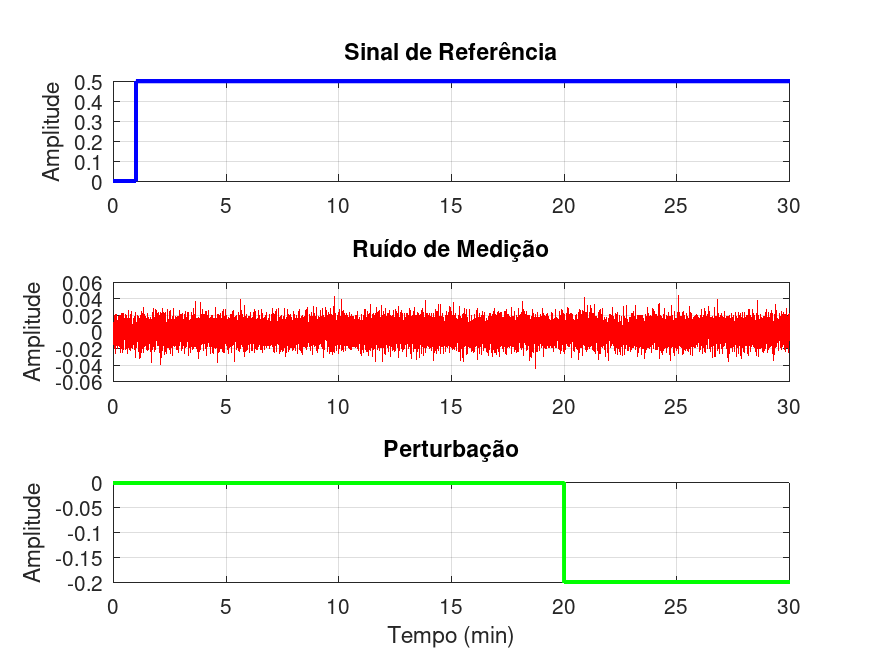 Sinal de Referência
Amplitude
0.5
0.4
0.3
0.2
0.1
0
0 5 10 15 20 25 30
Ruído de Medição
Amplitude
0.06
0.04
0.02
0
-0.02
-0.04
-0.06
0 5 10 15 20 25 30
Perturbação
Amplitude
0
-0.05
-0.1
-0.15
-0.2
0 5 10 15 20 25 30
Tempo (min)